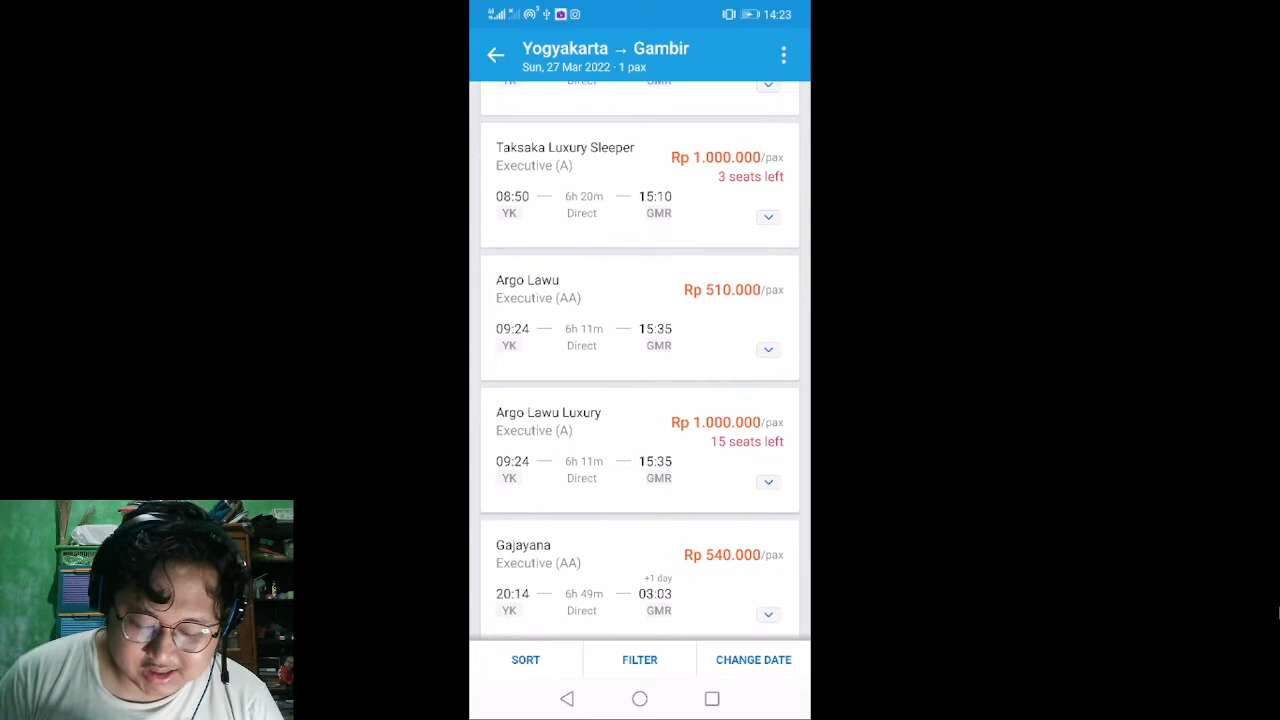 14:23
Yogyakarta → Gambir
Sun, 27 Mar 2022 · 1 pax
YK Direct GMR
Taksaka Luxury Sleeper
Executive (A)
Rp 1.000.000/pax
3 seats left
08:50 — 6h 20m — 15:10
YK Direct GMR
Argo Lawu
Executive (AA)
Rp 510.000/pax
09:24 — 6h 11m — 15:35
YK Direct GMR
Argo Lawu Luxury
Executive (A)
Rp 1.000.000/pax
15 seats left
09:24 — 6h 11m — 15:35
YK Direct GMR
Gajayana
Executive (AA)
Rp 540.000/pax
+1 day
20:14 — 6h 49m — 03:03
YK Direct GMR
SORT FILTER CHANGE DATE